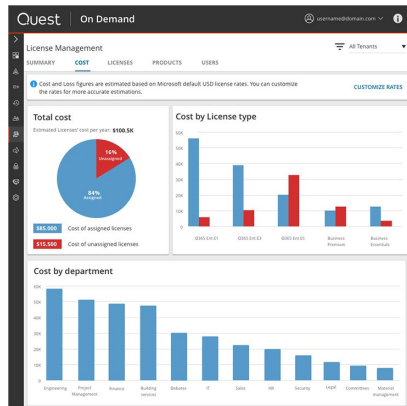 Quest On Demand
username@domain.com
License Management
All Tenants
SUMMARY COST LICENSES PRODUCTS USERS
Cost and Loss figures are estimated based on Microsoft default USD license rates. You can customize
the rates for more accurate estimations.
CUSTOMIZE RATES
Total cost
Estimated Licenses' cost per year: $100.5K
16%
Unassigned
84%
Assigned
$85.000 Cost of assigned licenses
$15.500 Cost of unassigned licenses
Cost by License type
60K
50K
40K
30K
20K
10K
0
O365 Ent E1
O365 Ent E3
O365 Ent E5
Business
Premium
Business
Essentials
Cost by department
60K
50K
40K
30K
20K
10K
0
Engineering
Project
Management
Finance
Building
services
Rebates
IT
Sales
HR
Security
Legal
Committees
Material
management